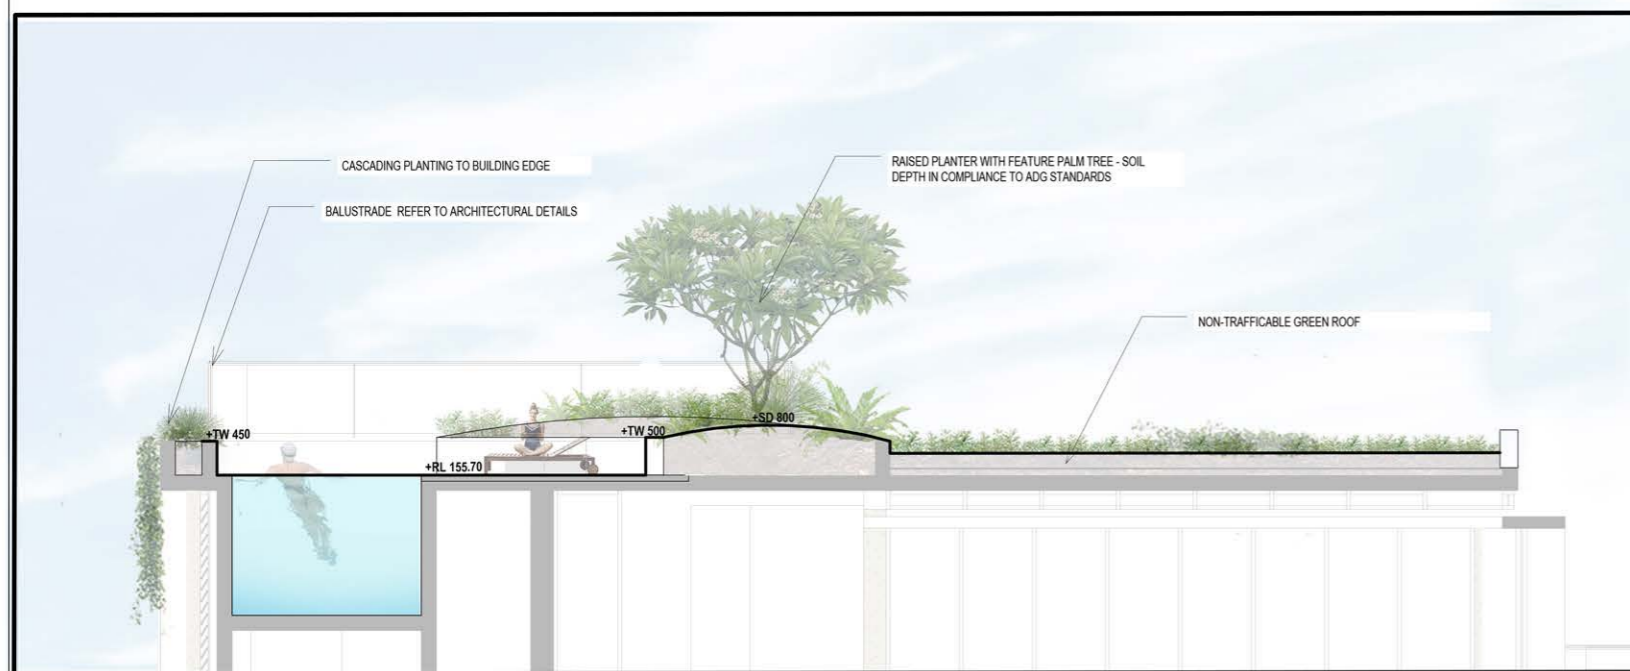 CASCADING PLANTING TO BUILDING EDGE
RAISED PLANTER WITH FEATURE PALM TREE - SOIL
DEPTH IN COMPLIANCE TO ADG STANDARDS
BALUSTRADE REFER TO ARCHITECTURAL DETAILS
NON-TRAFFICABLE GREEN ROOF
+SD 800
+TW 450
+TW 500
+RL 155.70